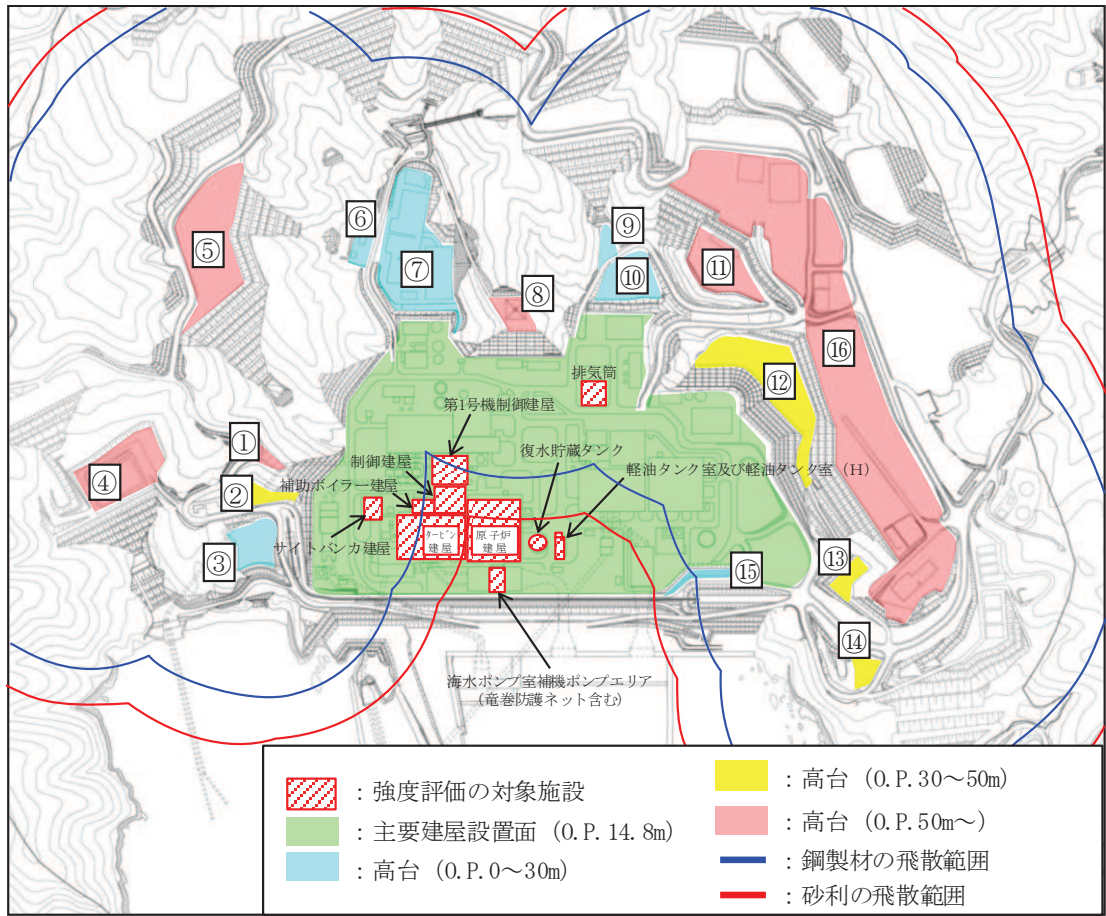 ⑤
⑥
⑦
⑧
⑨
⑩
⑪
⑯
⑫
排気筒
第1号機制御建屋
①
④
制御建屋
復水貯蔵タンク
軽油タンク室及び軽油タンク室（H）
②
補助ボイラー建屋
サイトバンカ建屋
③
タービン
建屋
原子炉
建屋
⑬
⑮
⑭
海水ポンプ室補機ポンプエリア
（竜巻防護ネット含む）
：強度評価の対象施設
：主要建屋設置面（O.P.14.8m）
：高台（O.P.0～30m）
：高台（O.P.30～50m）
：高台（O.P.50m～）
：鋼製材の飛散範囲
：砂利の飛散範囲